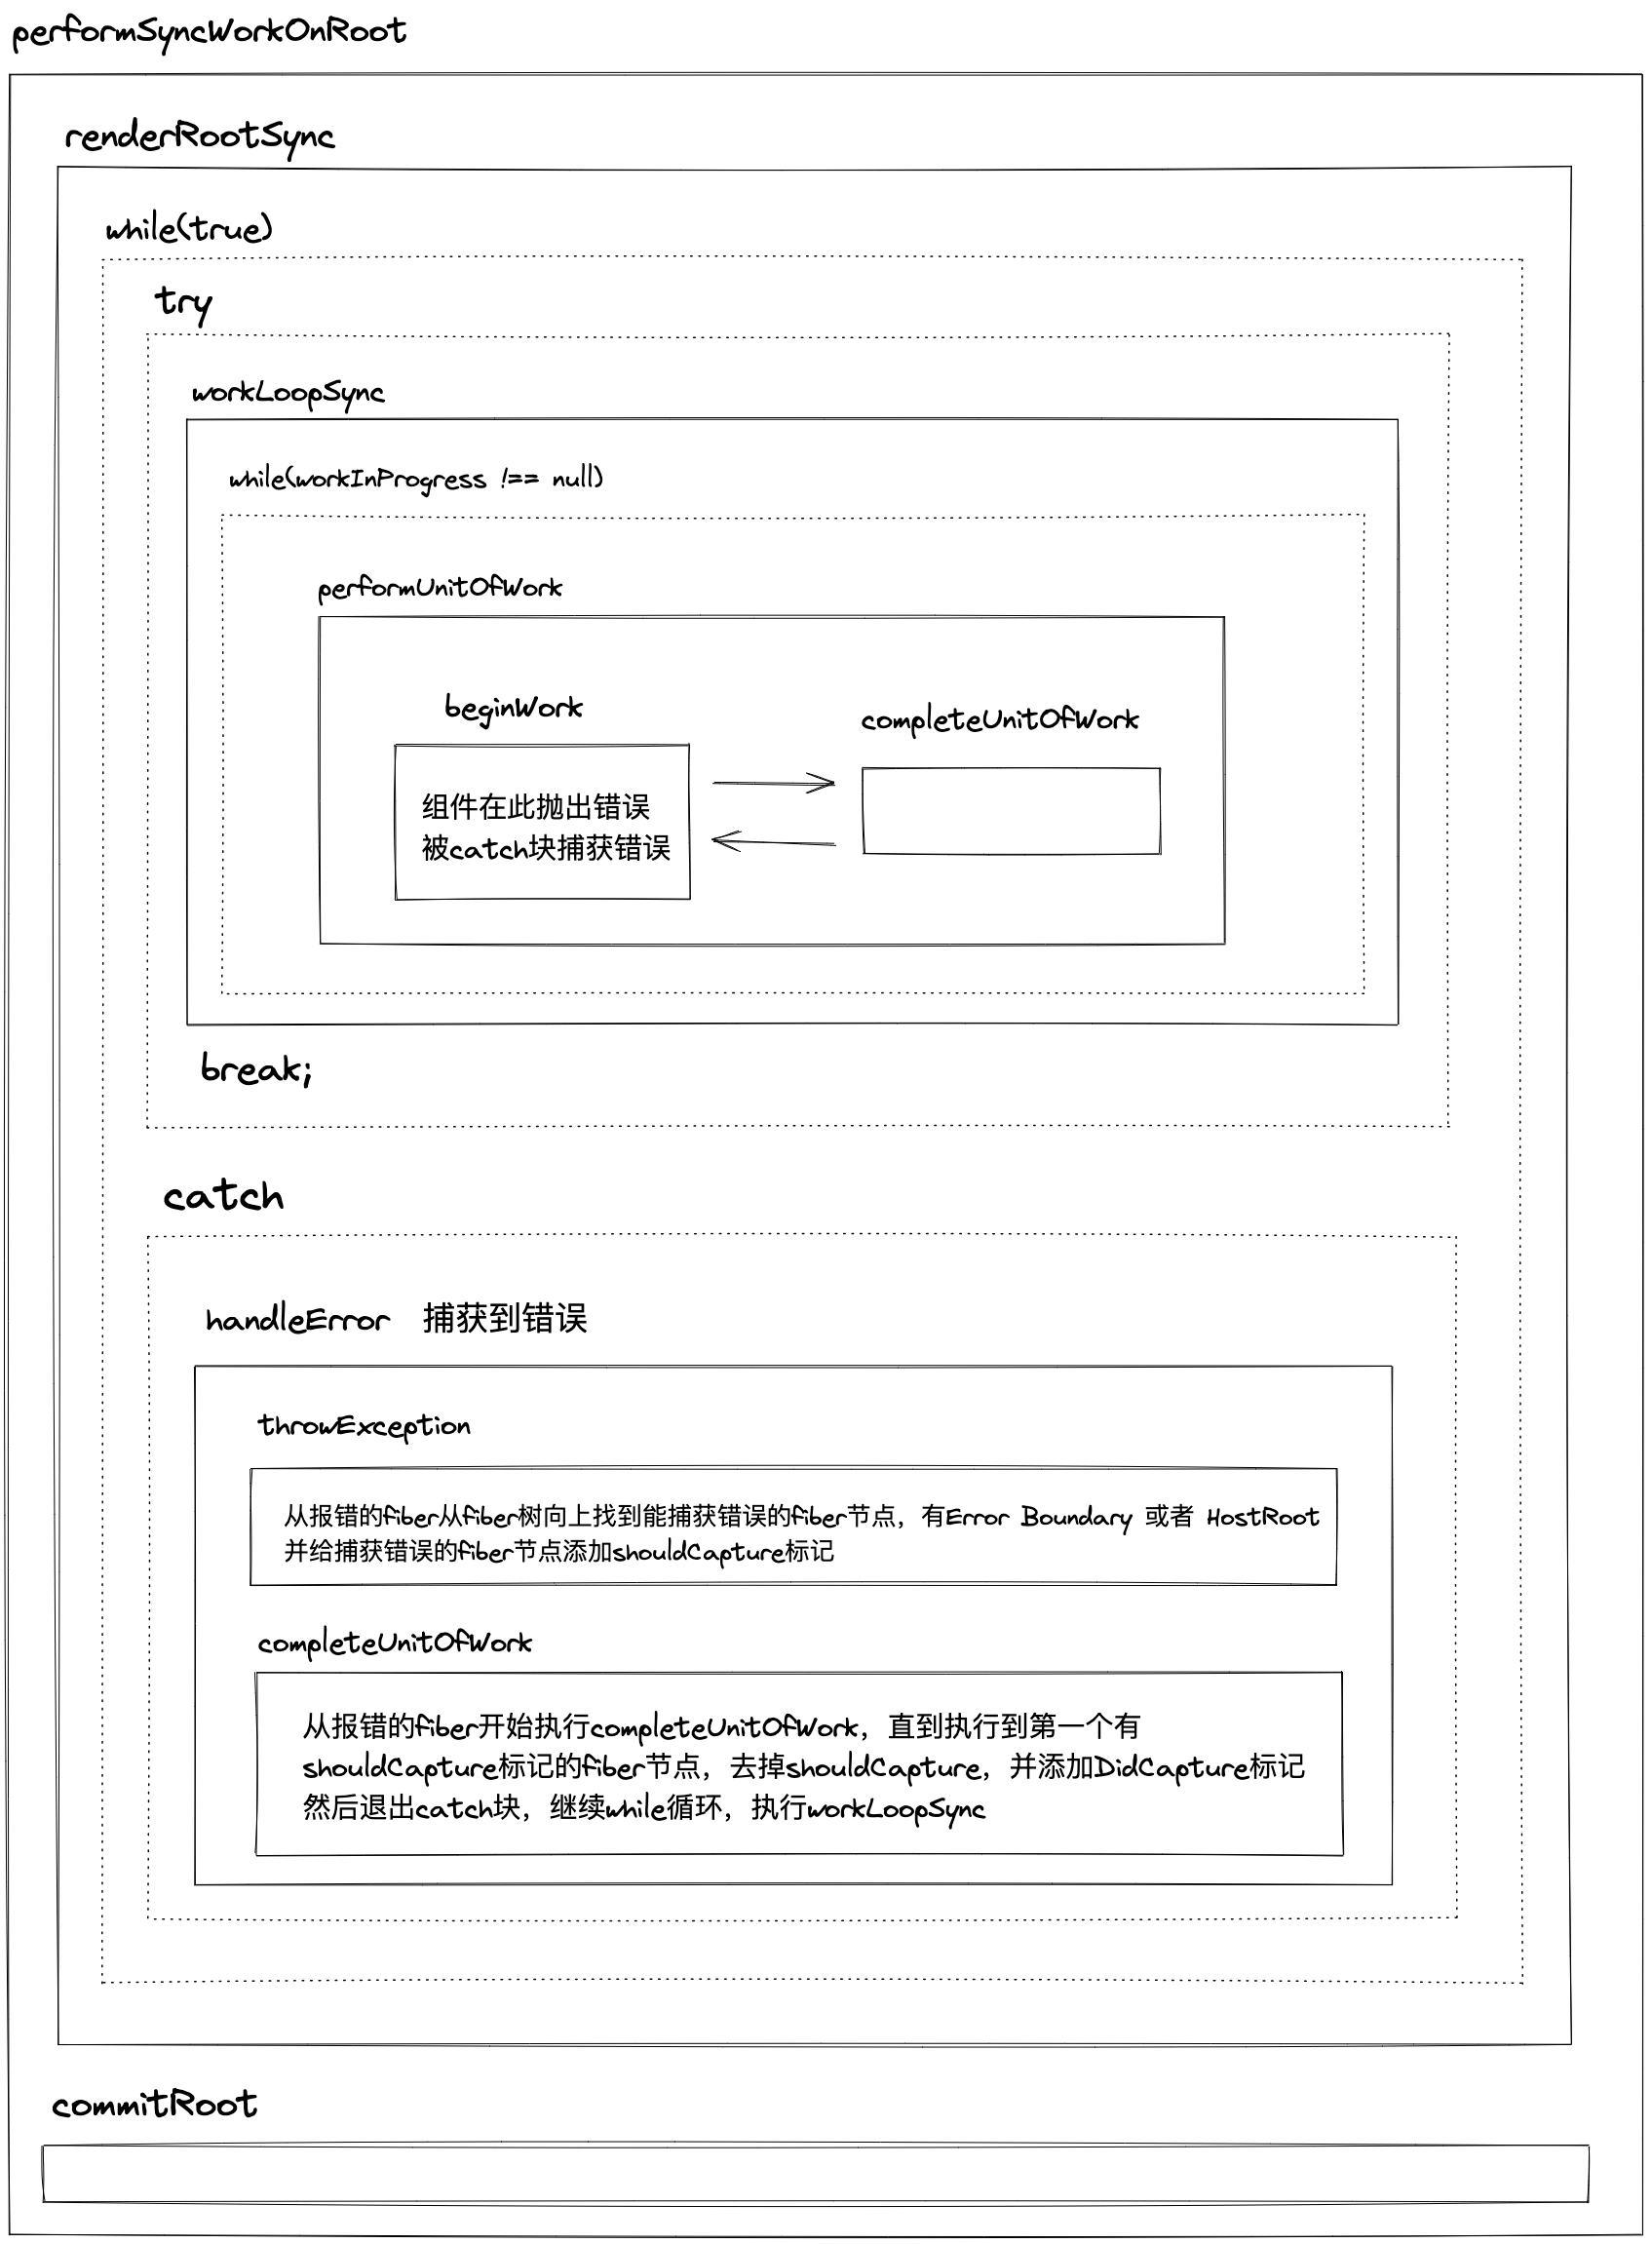 performSyncWorkOnRoot
renderRootSync
while(true)
try
workLoopSync
while(workInProgress !== null)
performUnitOfWork
beginWork
completeUnitOfWork
组件在此抛出错误
被catch块捕获错误
break;
catch
handleError 捕获到错误
throwException
从报错的fiber从fiber树向上找到能捕获错误的fiber节点，有Error Boundary 或者 HostRoot
并给捕获错误的fiber节点添加shouldCapture标记
completeUnitOfWork
从报错的fiber开始执行completeUnitOfWork，直到执行到第一个有
shouldCapture标记的fiber节点，去掉shouldCapture，并添加DidCapture标记
然后退出catch块，继续while循环，执行workLoopSync
commitRoot